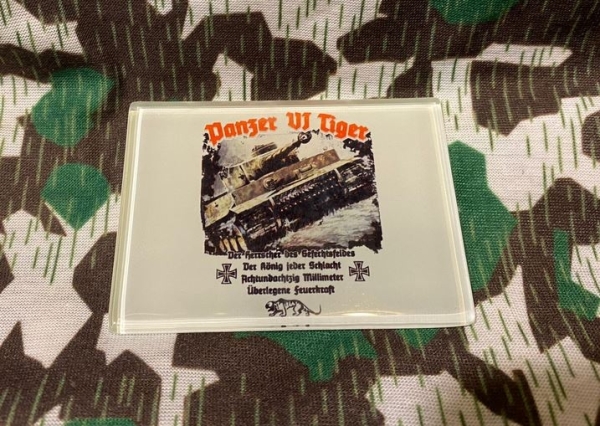 Panzer VI Tiger
Der Herrscher des Gefechtsfeldes
Der König jeder Schlacht
Achtundachtzig Millimeter
Überlegene Feuerkraft